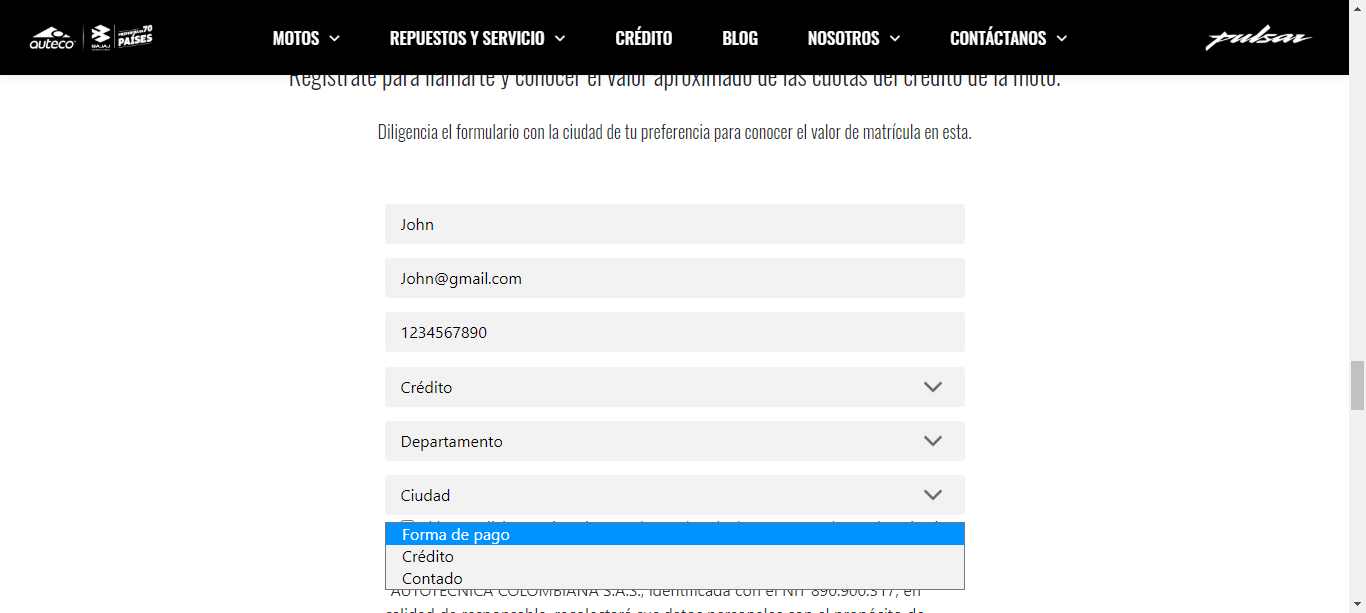 auteco BAJAJ 70 PAÍSES
MOTOS REPUESTOS Y SERVICIO CRÉDITO BLOG NOSOTROS CONTÁCTANOS
pulsar
Regístrate para llamarte y conocer el valor aproximado de las cuotas del crédito de la moto.
Diligencia el formulario con la ciudad de tu preferencia para conocer el valor de matrícula en esta.
John
John@gmail.com
1234567890
Crédito
Departamento
Ciudad
Forma de pago
Crédito
Contado
AUTOTECNICA COLOMBIANA S.A.S., identificada con el NIT 890.900.317, en
calidad de responsable, recolectará sus datos personales con el propósito de